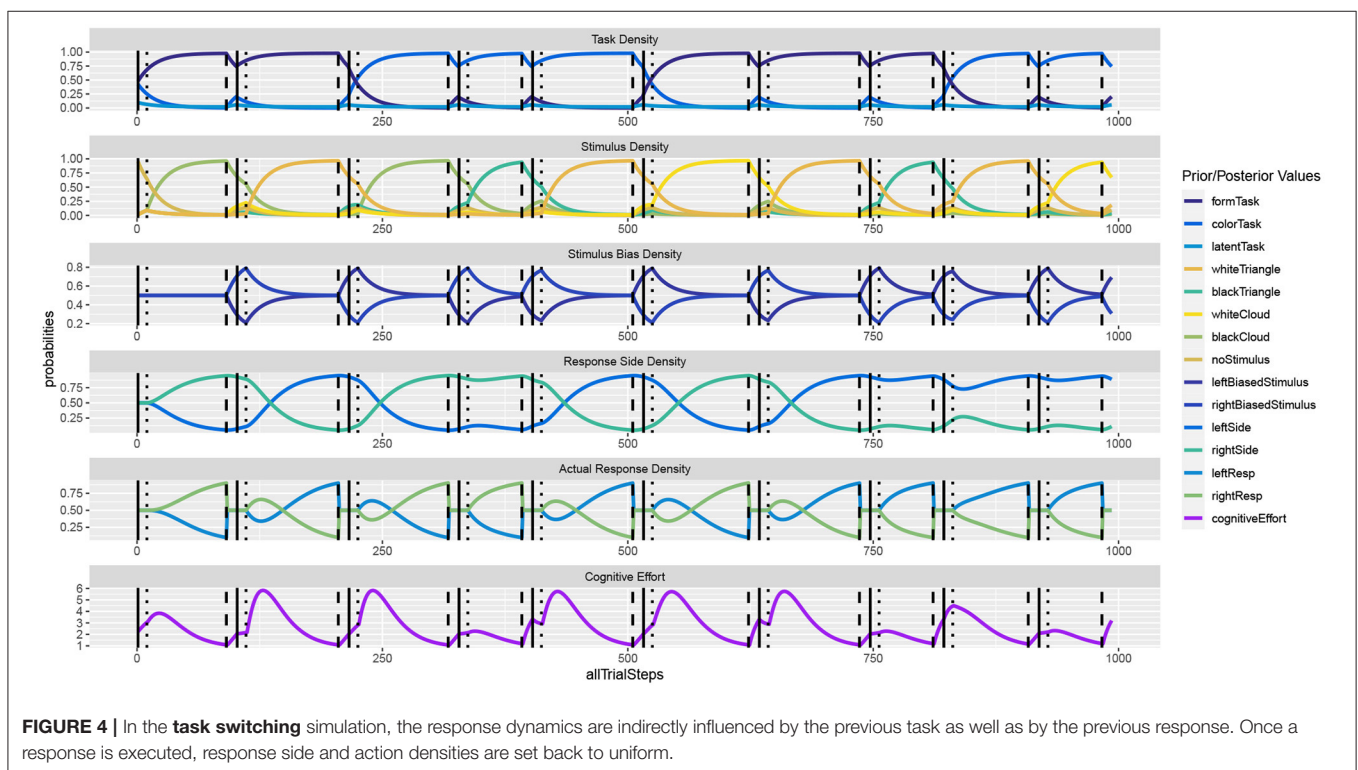 Task Density
1.00
0.75
0.50
0.25
0.00
0 250 500 750 1000
Stimulus Density
1.00
0.75
0.50
0.25
0.00
0 250 500 750 1000
Stimulus Bias Density
0.8
0.6
0.4
0.2
0 250 500 750 1000
Response Side Density
0.75
0.50
0.25
0 250 500 750 1000
Actual Response Density
0.75
0.50
0.25
0 250 500 750 1000
Cognitive Effort
6
5
4
3
2
1
0 250 500 750 1000
probabilities
allTrialSteps
Prior/Posterior Values
formTask
colorTask
latentTask
whiteTriangle
blackTriangle
whiteCloud
blackCloud
noStimulus
leftBiasedStimulus
rightBiasedStimulus
leftSide
rightSide
leftResp
rightResp
cognitiveEffort
FIGURE 4 | In the task switching simulation, the response dynamics are indirectly influenced by the previous task as well as by the previous response. Once a
response is executed, response side and action densities are set back to uniform.